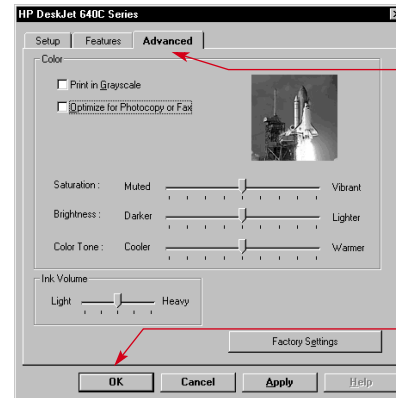 HP DeskJet 640C Series
Setup Features Advanced
Color
Print in Grayscale
Optimize for Photocopy or Fax
Saturation : Muted Vibrant
Brightness : Darker Lighter
Color Tone : Cooler Warmer
Ink Volume
Light Heavy
Factory Settings
OK Cancel Apply Help